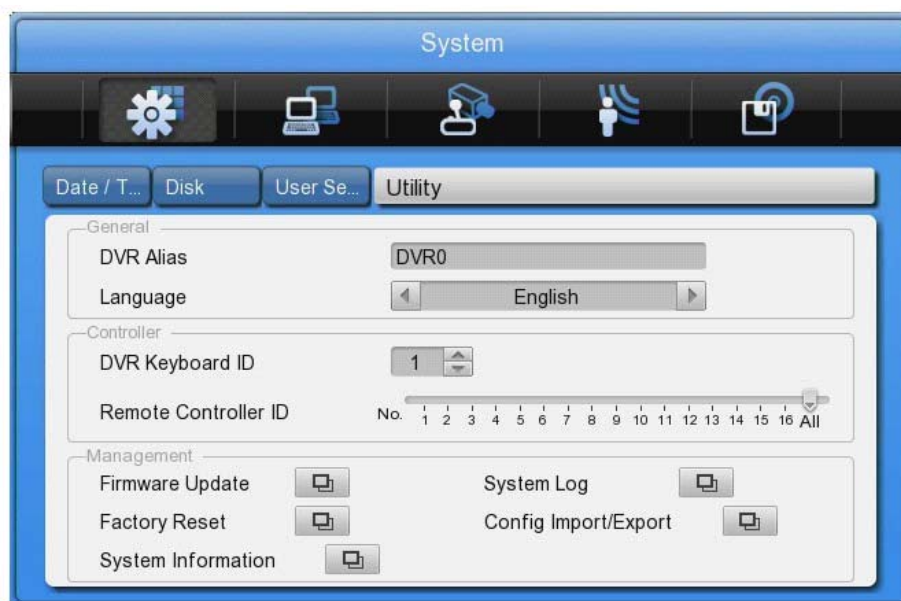 System
Date / T... Disk User Se... Utility
General
DVR Alias DVR0
Language English
Controller
DVR Keyboard ID 1
Remote Controller ID No. 1 2 3 4 5 6 7 8 9 10 11 12 13 14 15 16 All
Management
Firmware Update System Log
Factory Reset Config Import/Export
System Information